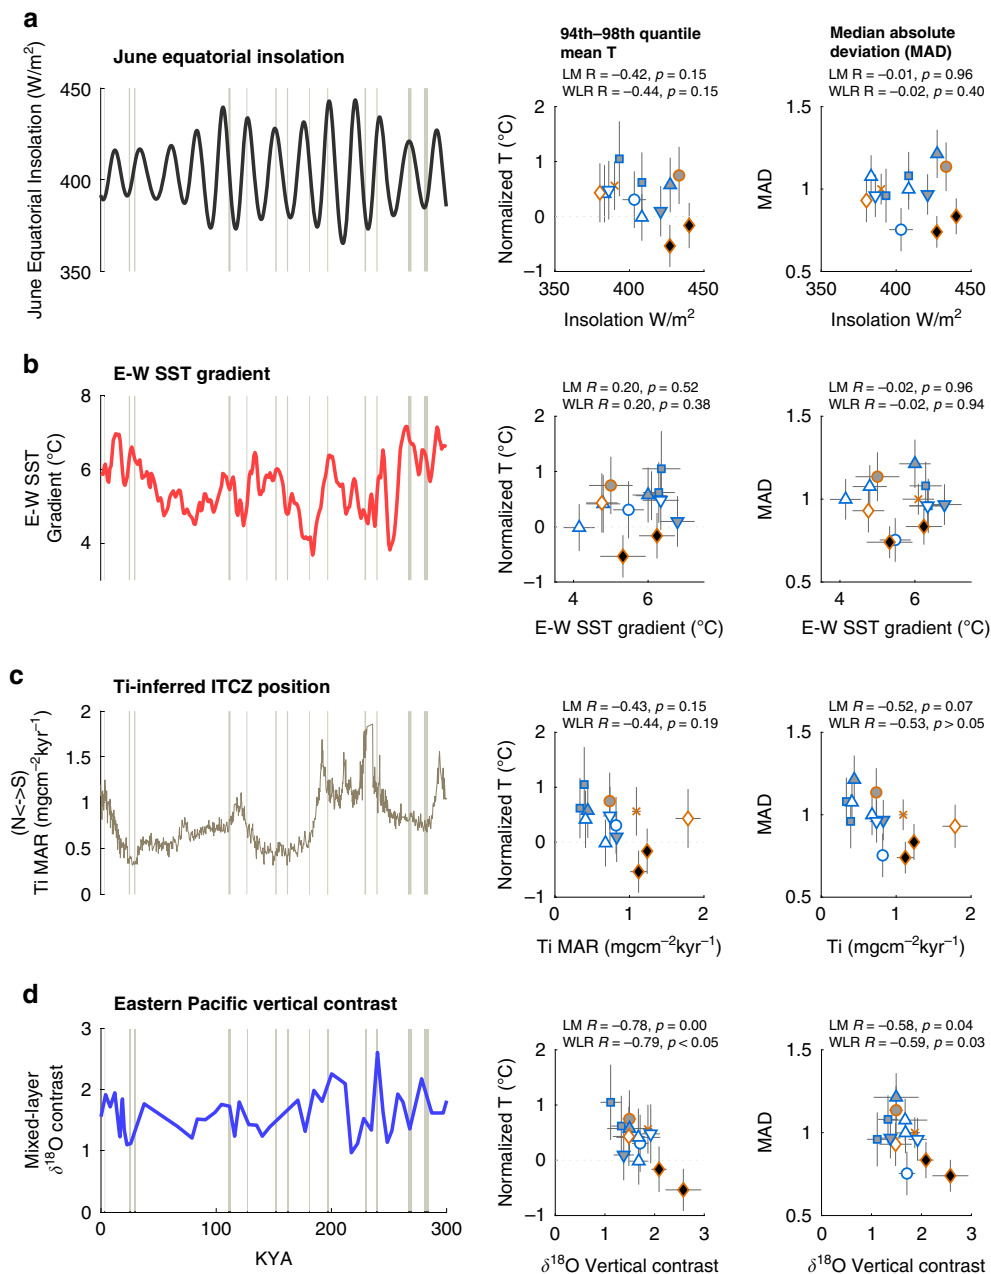 a
June equatorial insolation
June Equatorial Insolation (W/m²)
450
400
350
94th–98th quantile
mean T
LM R = −0.42, p = 0.15
WLR R = −0.44, p = 0.15
Normalized T (°C)
2
1
0
−1
350 400 450
Insolation W/m²
Median absolute
deviation (MAD)
LM R = −0.01, p = 0.96
WLR R = −0.02, p = 0.40
MAD
1.5
1
0.5
350 400 450
Insolation W/m²
b
E-W SST gradient
E-W SST
Gradient (°C)
8
6
4
LM R = 0.20, p = 0.52
WLR R = 0.20, p = 0.38
Normalized T (°C)
2
1
0
−1
4 6
E-W SST gradient (°C)
LM R = −0.02, p = 0.96
WLR R = −0.02, p = 0.94
MAD
1.5
1
0.5
4 6
E-W SST gradient (°C)
c
Ti-inferred ITCZ position
(N<->S)
Ti MAR (mgcm⁻²kyr⁻¹)
2
1.5
1
0.5
0
LM R = −0.43, p = 0.15
WLR R = −0.44, p = 0.19
Normalized T (°C)
2
1
0
−1
0 1 2
Ti MAR (mgcm⁻²kyr⁻¹)
LM R = −0.52, p = 0.07
WLR R = −0.53, p > 0.05
MAD
1.5
1
0.5
0 1 2
Ti (mgcm⁻²kyr⁻¹)
d
Eastern Pacific vertical contrast
Mixed-layer
δ¹⁸O contrast
3
2
1
0
0 100 200 300
KYA
LM R = −0.78, p = 0.00
WLR R = −0.79, p < 0.05
Normalized T (°C)
2
1
0
−1
0 1 2 3
δ¹⁸O Vertical contrast
LM R = −0.58, p = 0.04
WLR R = −0.59, p = 0.03
MAD
1.5
1
0.5
0 1 2 3
δ¹⁸O Vertical contrast